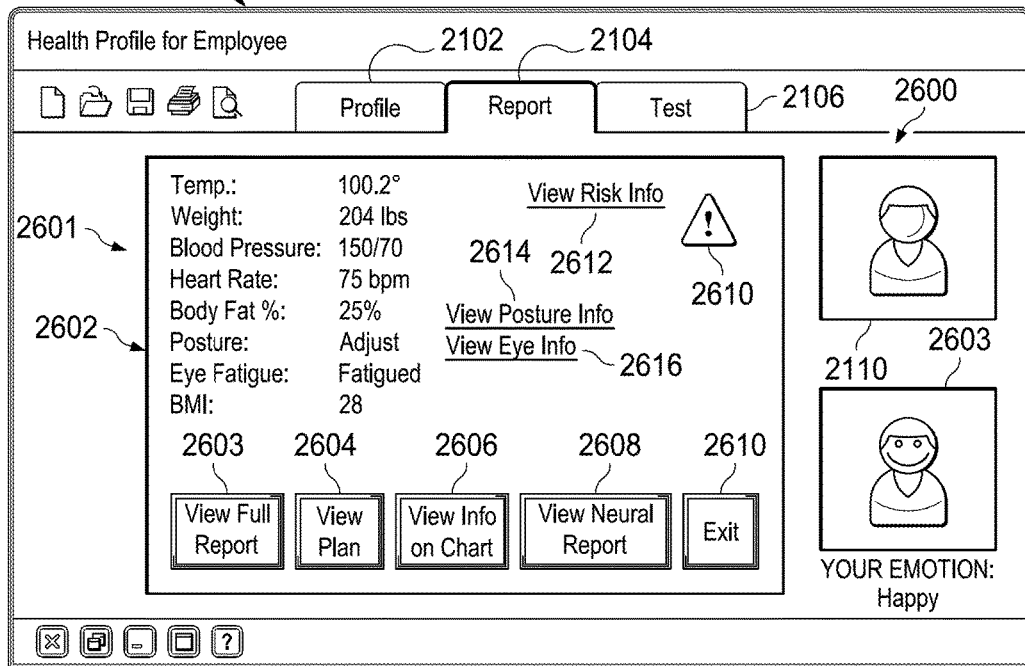 Health Profile for Employee
2102
2104
Profile
Report
Test
2106
2600
2601
2602
Temp.: 100.2°
Weight: 204 lbs
Blood Pressure: 150/70
Heart Rate: 75 bpm
Body Fat %: 25%
Posture: Adjust
Eye Fatigue: Fatigued
BMI: 28
View Risk Info
!
2612
2610
2614
View Posture Info
View Eye Info
2616
2110
2603
2603
2604
2606
2608
2610
View Full
Report
View
Plan
View Info
on Chart
View Neural
Report
Exit
YOUR EMOTION:
Happy
?